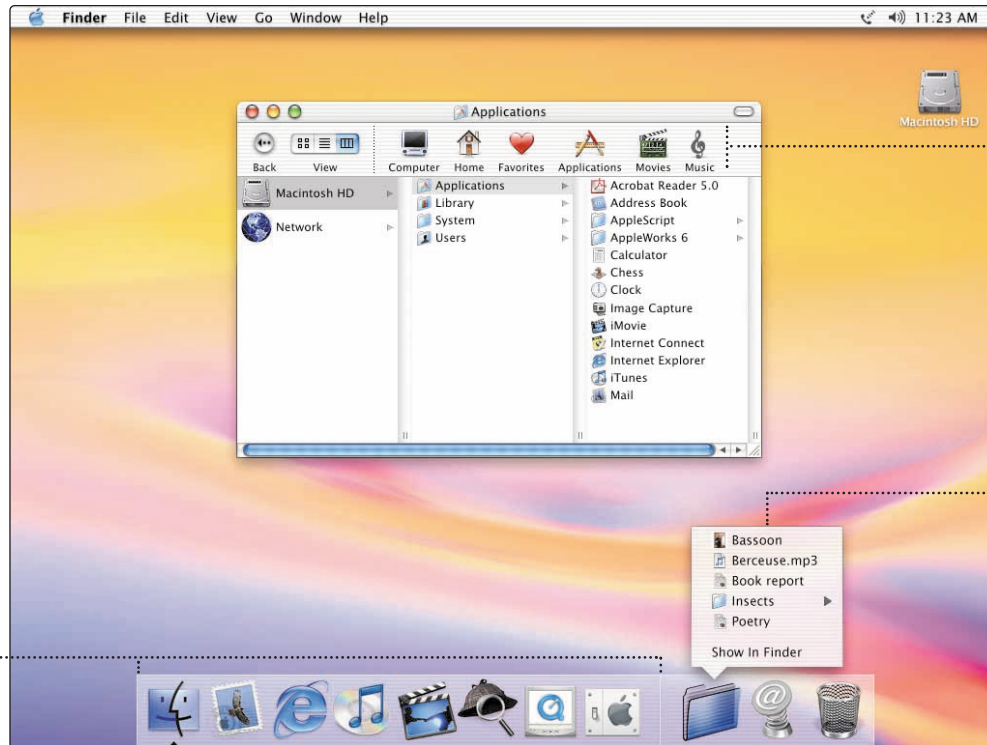 Finder File Edit View Go Window Help 11:23 AM
Macintosh HD
Applications
Back View Computer Home Favorites Applications Movies Music
Macintosh HD
Network
Applications
Library
System
Users
Acrobat Reader 5.0
Address Book
AppleScript
AppleWorks 6
Calculator
Chess
Clock
Image Capture
iMovie
Internet Connect
Internet Explorer
iTunes
Mail
Bassoon
Berceuse.mp3
Book report
Insects
Poetry
Show In Finder
@